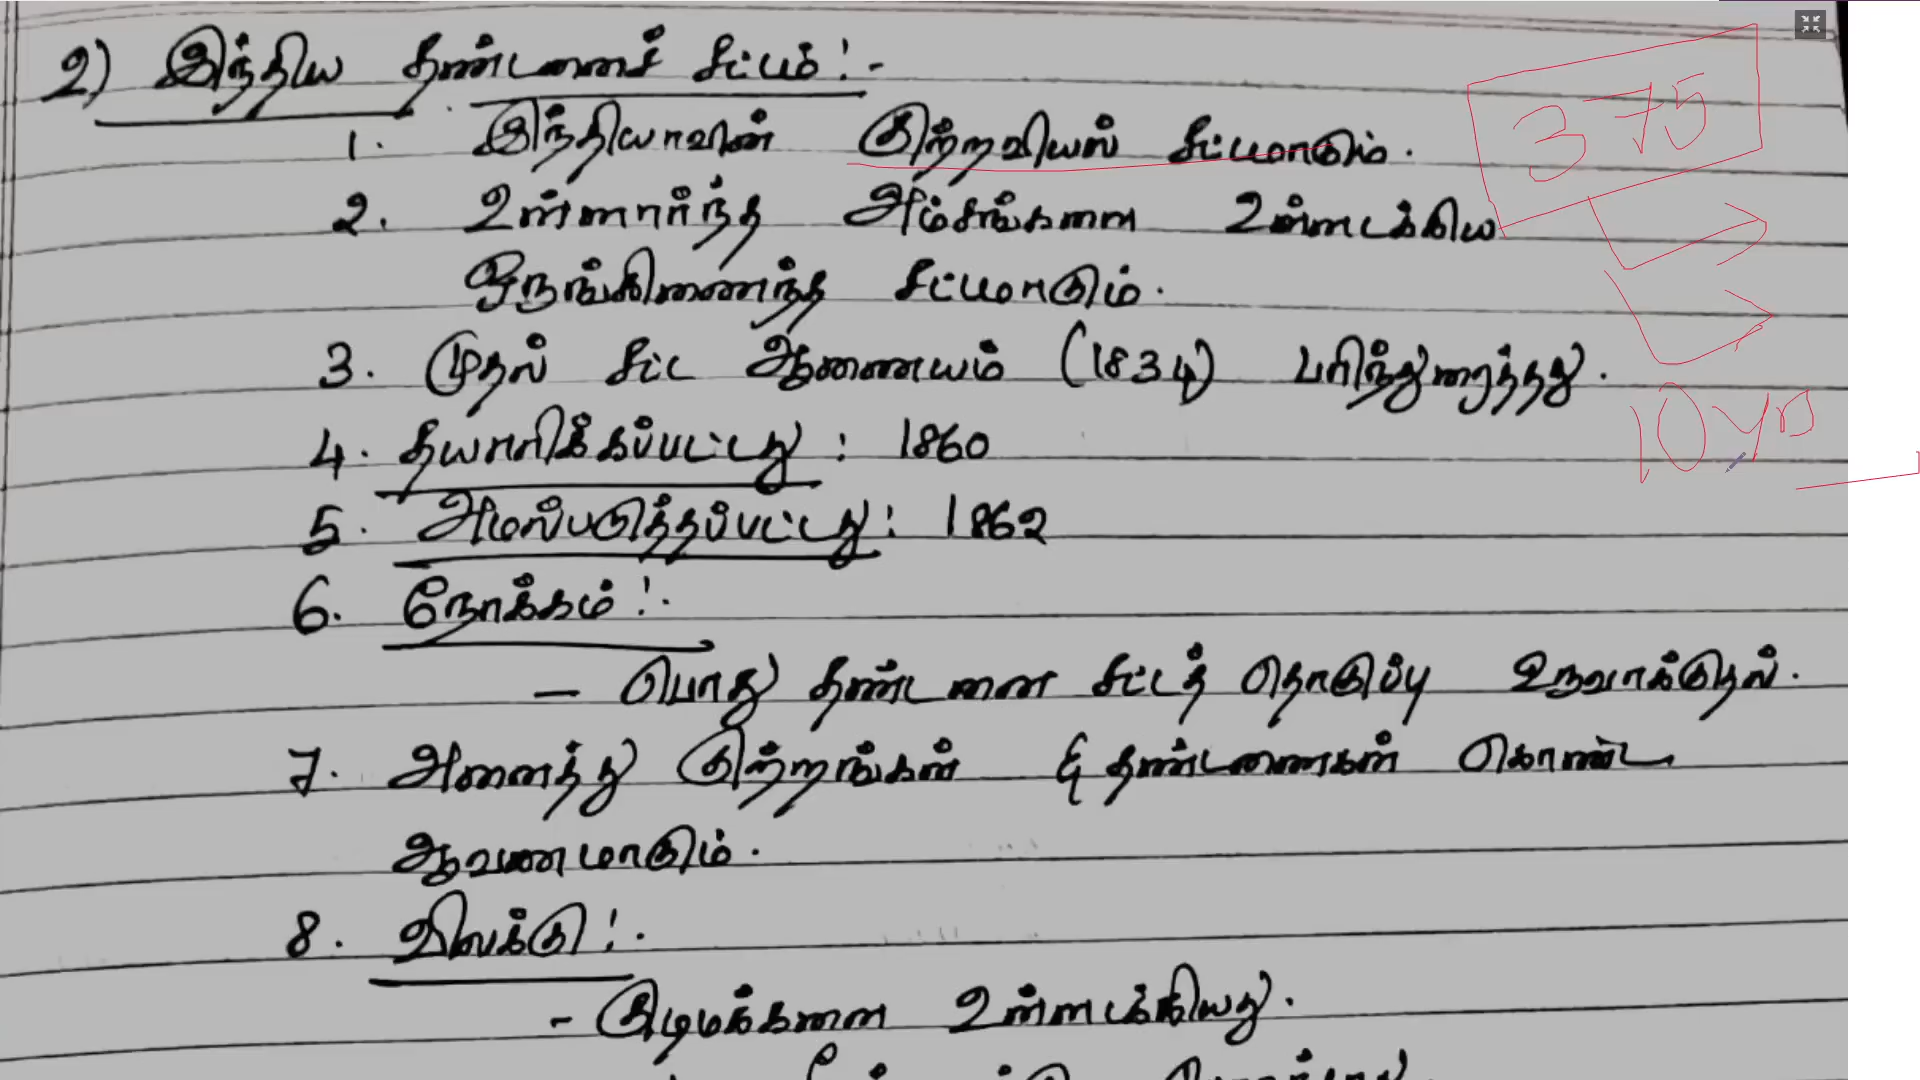 2) இந்திய தண்டனைச் சட்டம் :-
1. இந்தியாவின் குற்றவியல் சட்டமாகும்.
375
2. உள்ளார்ந்த அம்சங்களை உள்ளடக்கிய
ஒருங்கிணைந்த சட்டமாகும்.
3. முதல் சட்ட ஆணையம் (1834) பரிந்துரைத்தது.
10 yrs
4. தயாரிக்கப்பட்டது : 1860
5. அமல்படுத்தப்பட்டது : 1862
6. நோக்கம் :-
- பொது தண்டனை சட்டத் தொகுப்பு உருவாக்குதல்.
7. அனைத்து குற்றங்கள் & தண்டணைகள் கொண்ட
ஆவணமாகும்.
8. விலக்கு :-
- குடிமக்களை உள்ளடக்கியது.